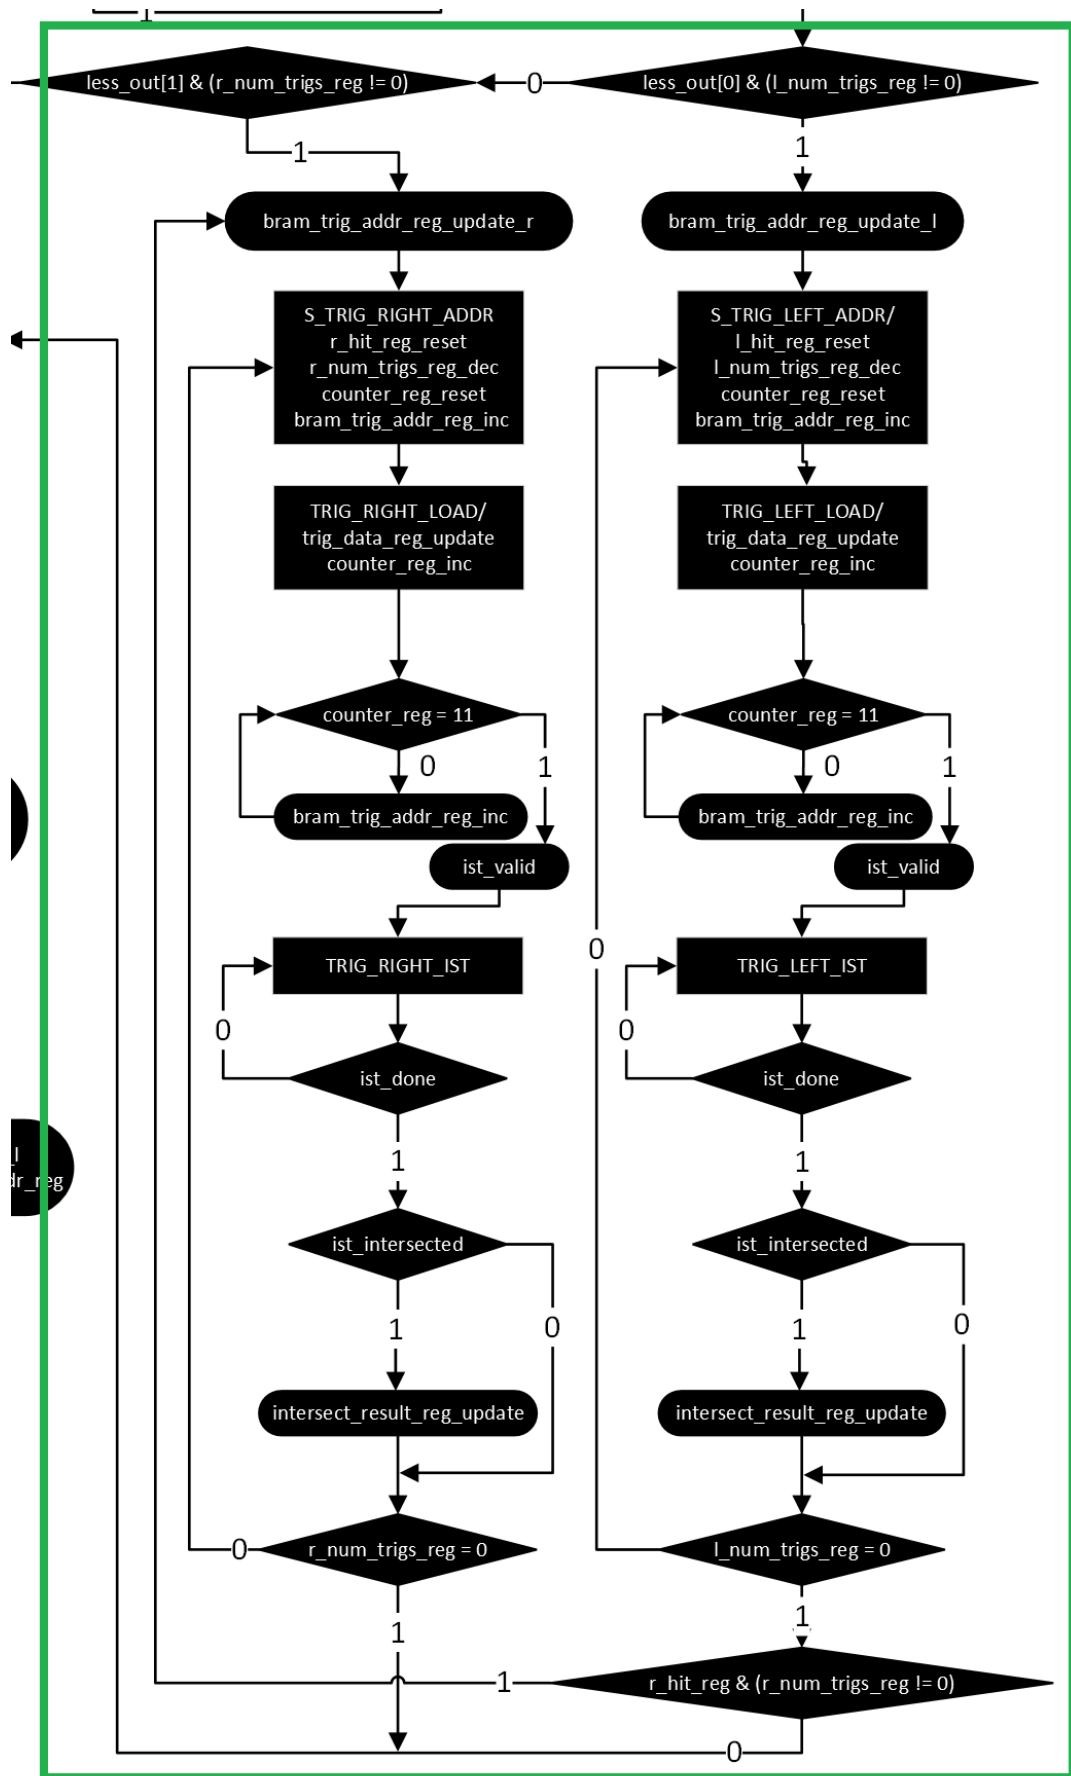 1
less_out[1] & (r_num_trigs_reg != 0)
0
less_out[0] & (l_num_trigs_reg != 0)
1
1
bram_trig_addr_reg_update_r
bram_trig_addr_reg_update_l
S_TRIG_RIGHT_ADDR
r_hit_reg_reset
r_num_trigs_reg_dec
counter_reg_reset
bram_trig_addr_reg_inc
S_TRIG_LEFT_ADDR/
l_hit_reg_reset
l_num_trigs_reg_dec
counter_reg_reset
bram_trig_addr_reg_inc
TRIG_RIGHT_LOAD/
trig_data_reg_update
counter_reg_inc
TRIG_LEFT_LOAD/
trig_data_reg_update
counter_reg_inc
counter_reg = 11
0
1
counter_reg = 11
0
1
bram_trig_addr_reg_inc
bram_trig_addr_reg_inc
ist_valid
ist_valid
0
TRIG_RIGHT_IST
TRIG_LEFT_IST
0
0
ist_done
ist_done
1
1
_l
dr_reg
ist_intersected
ist_intersected
1
0
1
0
intersect_result_reg_update
intersect_result_reg_update
0
r_num_trigs_reg = 0
l_num_trigs_reg = 0
1
1
1
r_hit_reg & (r_num_trigs_reg != 0)
0